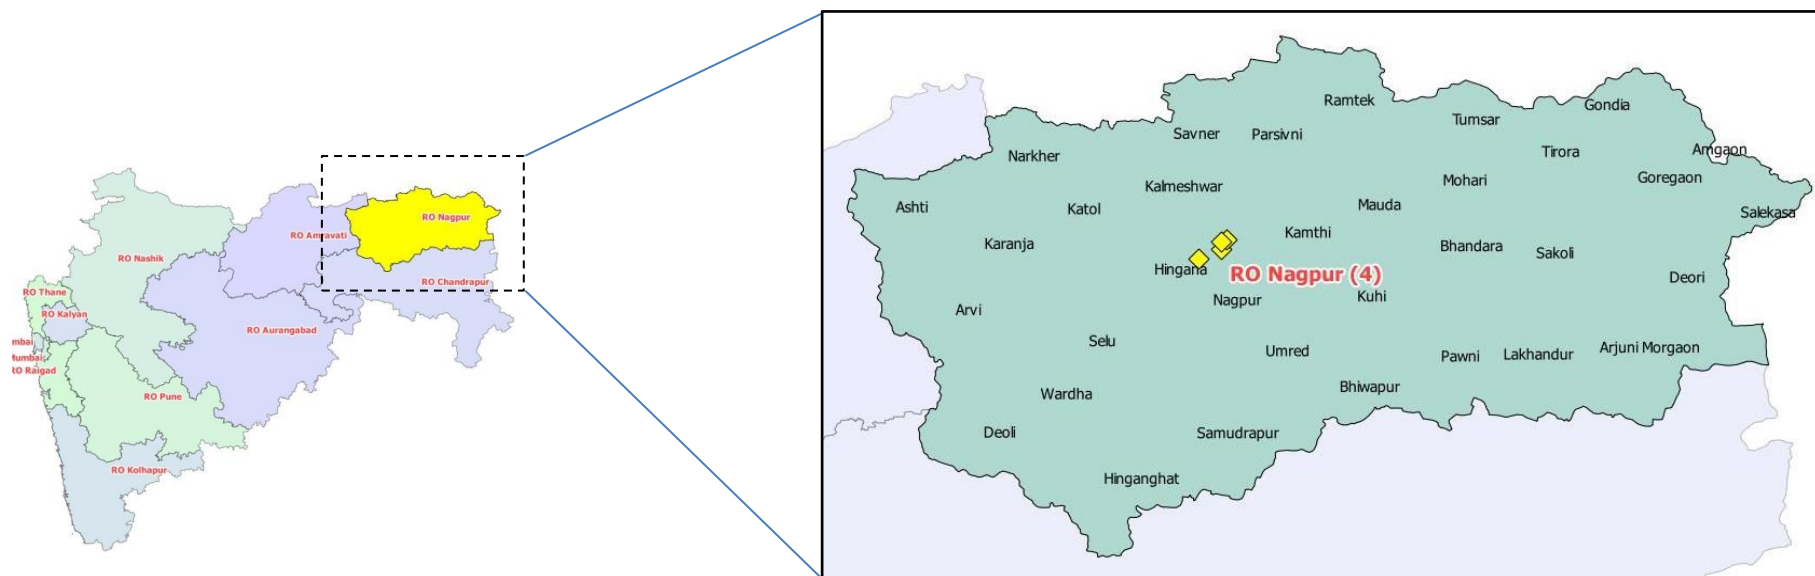 RO Nagpur
RO Amravati
RO Nashik
RO Chandrapur
RO Thane
RO Kalyan
RO Aurangabad
mbai
Mumbai
RO Raigad
RO Pune
RO Kolhapur
Ramtek
Gondia
Tumsar
Savner
Parsivni
Narkher
Tirora
Amgaon
Kalmeshwar
Mohari
Goregaon
Ashti
Katol
Mauda
Salekasa
Karanja
Kamthi
Bhandara
Sakoli
Hingana
RO Nagpur (4)
Deori
Arvi
Nagpur
Kuhi
Selu
Umred
Pawni
Lakhandur
Arjuni Morgaon
Wardha
Bhiwapur
Deoli
Samudrapur
Hinganghat